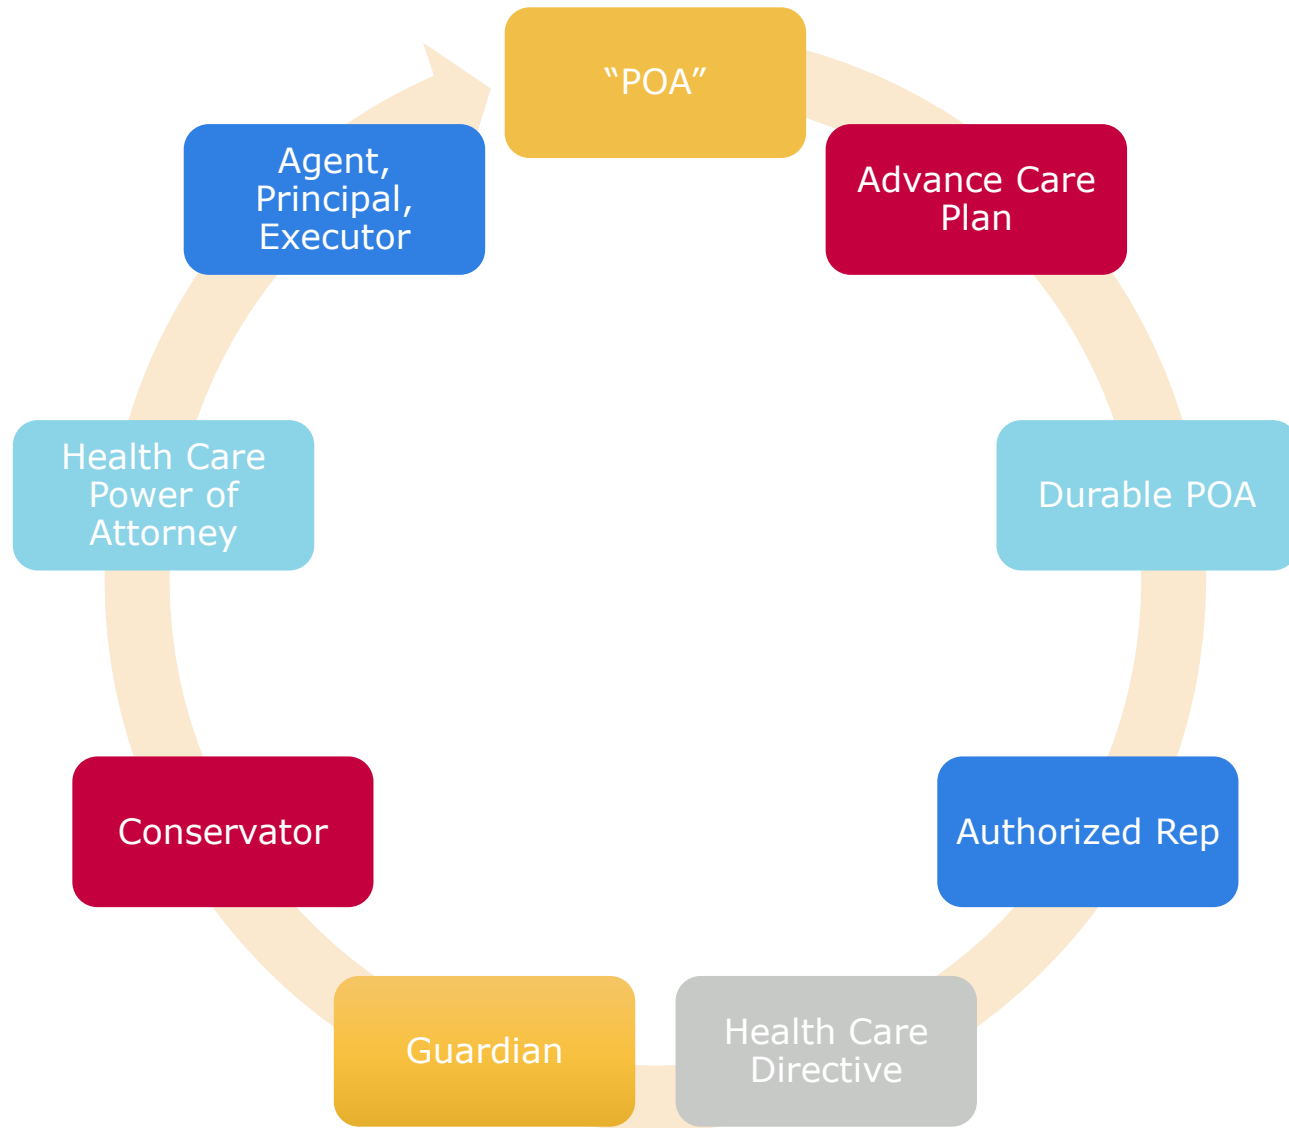 “POA”
Advance Care
Plan
Durable POA
Authorized Rep
Health Care
Directive
Guardian
Conservator
Health Care
Power of
Attorney
Agent,
Principal,
Executor